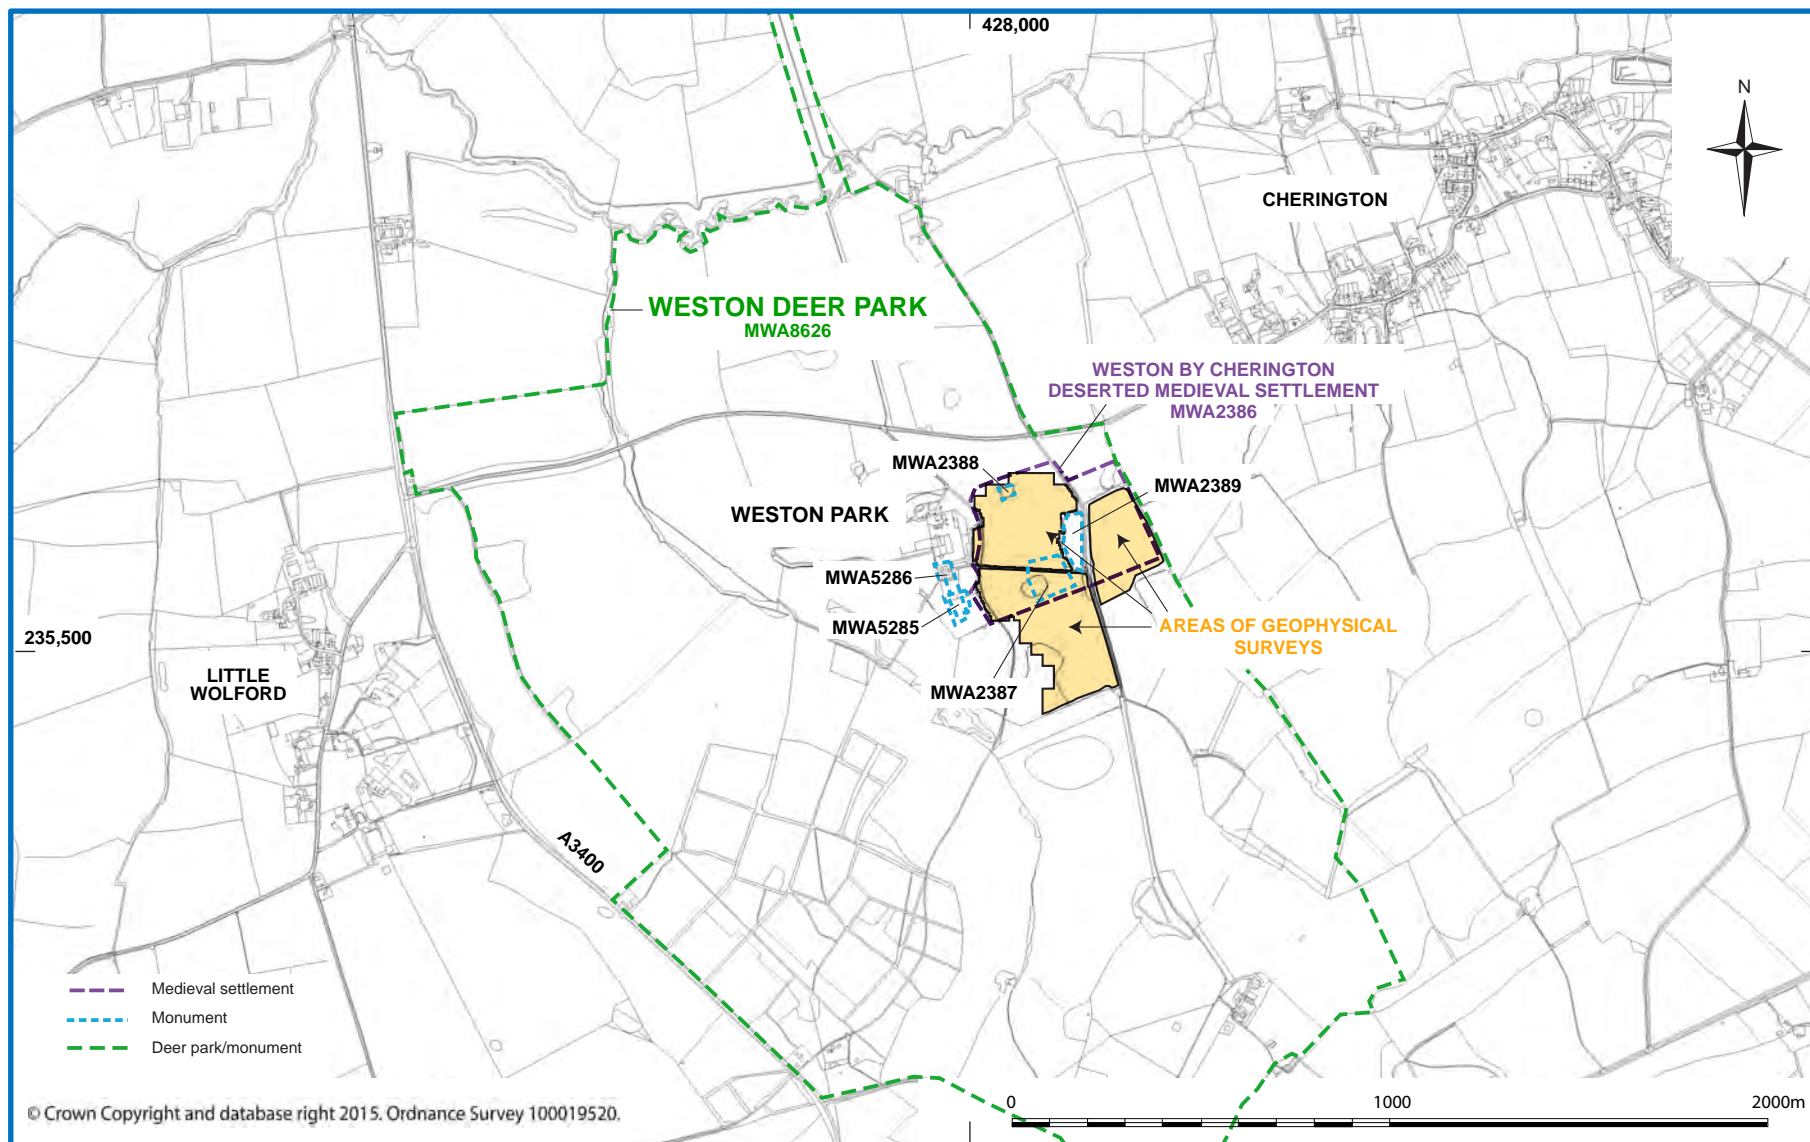 428,000
N
CHERINGTON
WESTON DEER PARK
MWA8626
WESTON BY CHERINGTON
DESERTED MEDIEVAL SETTLEMENT
MWA2386
MWA2388
MWA2389
WESTON PARK
MWA5286
MWA5285
235,500
AREAS OF GEOPHYSICAL
SURVEYS
LITTLE
WOLFORD
MWA2387
A3400
Medieval settlement
Monument
Deer park/monument
0 1000 2000m
© Crown Copyright and database right 2015. Ordnance Survey 100019520.